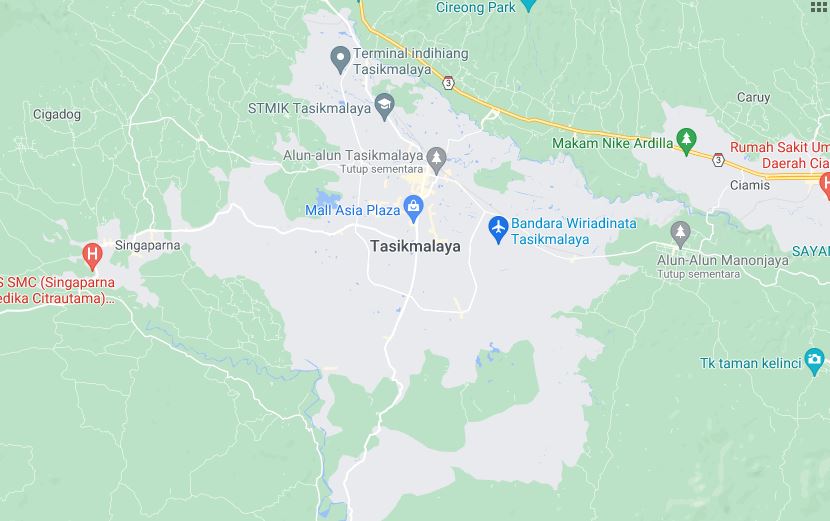 Cireong Park
Terminal indihiang
Tasikmalaya
3
Cigadog
STMIK Tasikmalaya
Caruy
Makam Nike Ardilla
Alun-alun Tasikmalaya
Tutup sementara
3
Rumah Sakit Um
Daerah Cia
H
Ciamis
Mall Asia Plaza
Bandara Wiriadinata
Tasikmalaya
Singaparna
Tasikmalaya
H
SAYAN
Alun-Alun Manonjaya
Tutup sementara
S SMC (Singaparna
edika Citrautama)...
Tk taman kelinci